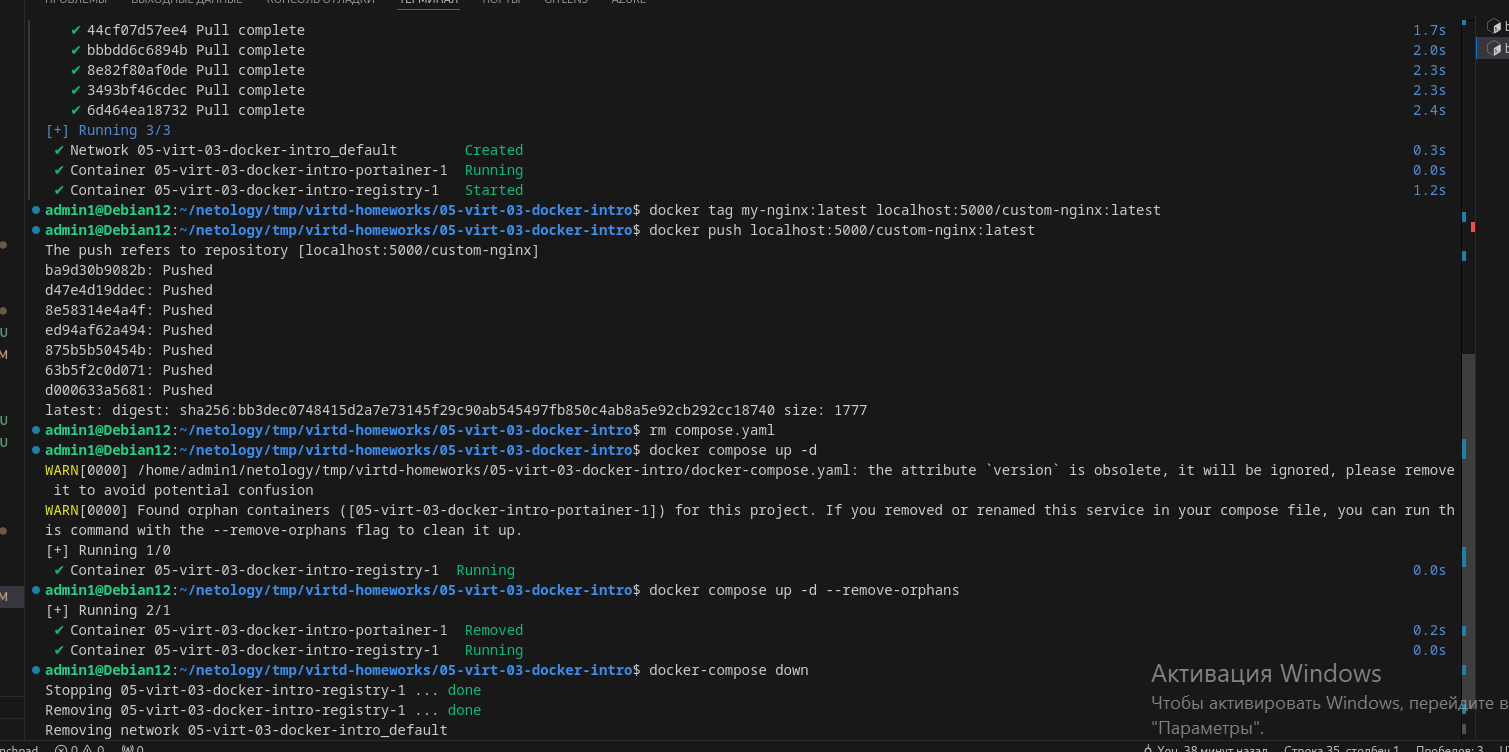 ПРОБЛЕМЫ ВЫХОДНЫЕ ДАННЫЕ КОНСОЛЬ ОТЛАДКИ ТЕРМИНАЛ ПОРТЫ GITLENS AZURE
✔ 44cf07d57ee4 Pull complete 1.7s
✔ bbbdd6c6894b Pull complete 2.0s
✔ 8e82f80af0de Pull complete 2.3s
✔ 3493bf46cdec Pull complete 2.3s
✔ 6d464ea18732 Pull complete 2.4s
[+] Running 3/3
✔ Network 05-virt-03-docker-intro_default Created 0.3s
✔ Container 05-virt-03-docker-intro-portainer-1 Running 0.0s
✔ Container 05-virt-03-docker-intro-registry-1 Started 1.2s
admin1@Debian12:~/netology/tmp/virtd-homeworks/05-virt-03-docker-intro$ docker tag my-nginx:latest localhost:5000/custom-nginx:latest
admin1@Debian12:~/netology/tmp/virtd-homeworks/05-virt-03-docker-intro$ docker push localhost:5000/custom-nginx:latest
The push refers to repository [localhost:5000/custom-nginx]
ba9d30b9082b: Pushed
d47e4d19ddec: Pushed
8e58314e4a4f: Pushed
ed94af62a494: Pushed
875b5b50454b: Pushed
63b5f2c0d071: Pushed
d000633a5681: Pushed
latest: digest: sha256:bb3dec0748415d2a7e73145f29c90ab545497fb850c4ab8a5e92cb292cc18740 size: 1777
admin1@Debian12:~/netology/tmp/virtd-homeworks/05-virt-03-docker-intro$ rm compose.yaml
admin1@Debian12:~/netology/tmp/virtd-homeworks/05-virt-03-docker-intro$ docker compose up -d
WARN[0000] /home/admin1/netology/tmp/virtd-homeworks/05-virt-03-docker-intro/docker-compose.yaml: the attribute `version` is obsolete, it will be ignored, please remove
it to avoid potential confusion
WARN[0000] Found orphan containers ([05-virt-03-docker-intro-portainer-1]) for this project. If you removed or renamed this service in your compose file, you can run th
is command with the --remove-orphans flag to clean it up.
[+] Running 1/0
✔ Container 05-virt-03-docker-intro-registry-1 Running 0.0s
admin1@Debian12:~/netology/tmp/virtd-homeworks/05-virt-03-docker-intro$ docker compose up -d --remove-orphans
[+] Running 2/1
✔ Container 05-virt-03-docker-intro-portainer-1 Removed 0.2s
✔ Container 05-virt-03-docker-intro-registry-1 Running 0.0s
admin1@Debian12:~/netology/tmp/virtd-homeworks/05-virt-03-docker-intro$ docker-compose down
Stopping 05-virt-03-docker-intro-registry-1 ... done
Removing 05-virt-03-docker-intro-registry-1 ... done
Removing network 05-virt-03-docker-intro_default
Активация Windows
Чтобы активировать Windows, перейдите в
"Параметры".
nchpad 0 0 0 You, 38 минут назад Строка 35, столбец 1 Пробелов: 3